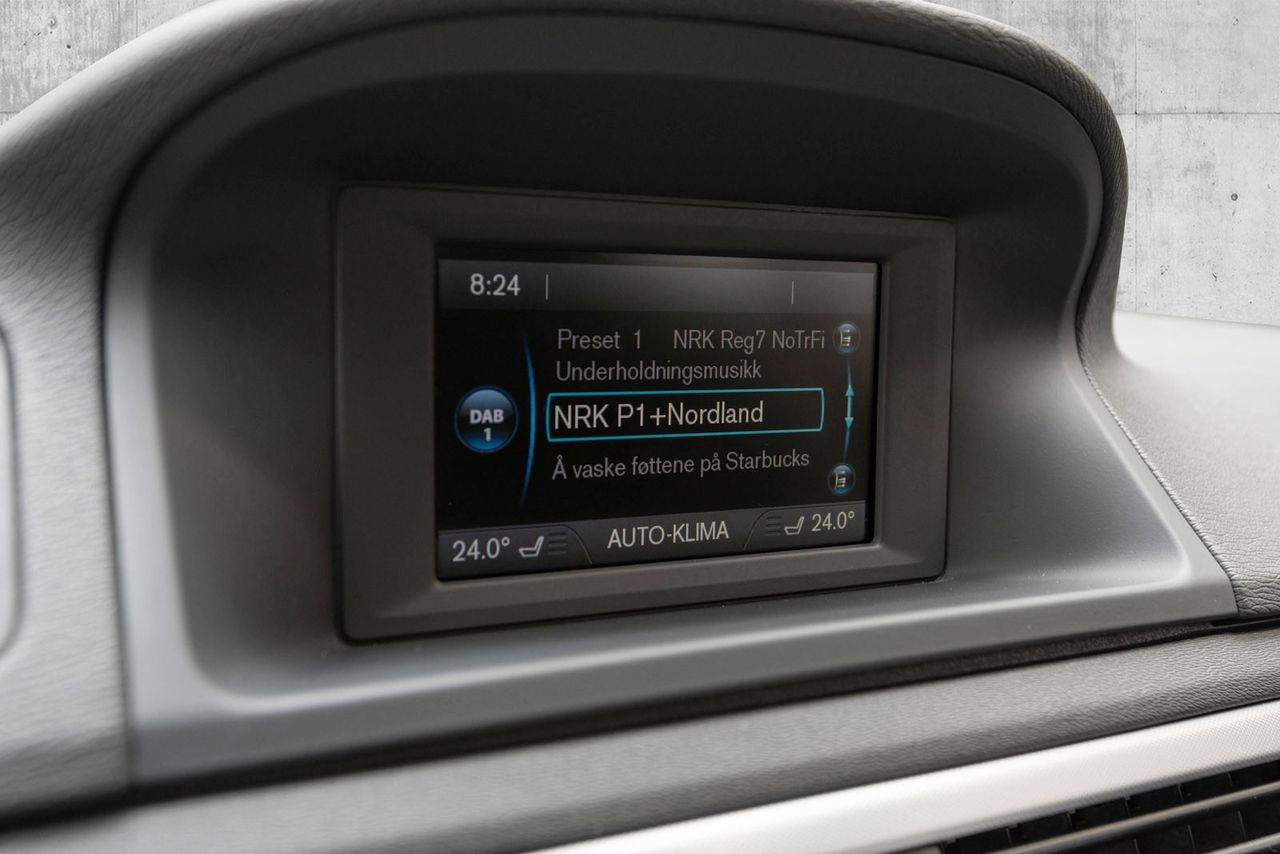 8:24
Preset 1 NRK Reg7 NoTrFi
Underholdningsmusikk
DAB
1
NRK P1+Nordland
Å vaske føttene på Starbucks
24.0° AUTO-KLIMA 24.0°